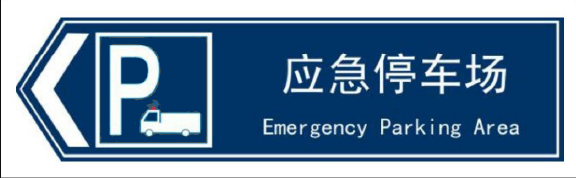 P
应急停车场
Emergency Parking Area